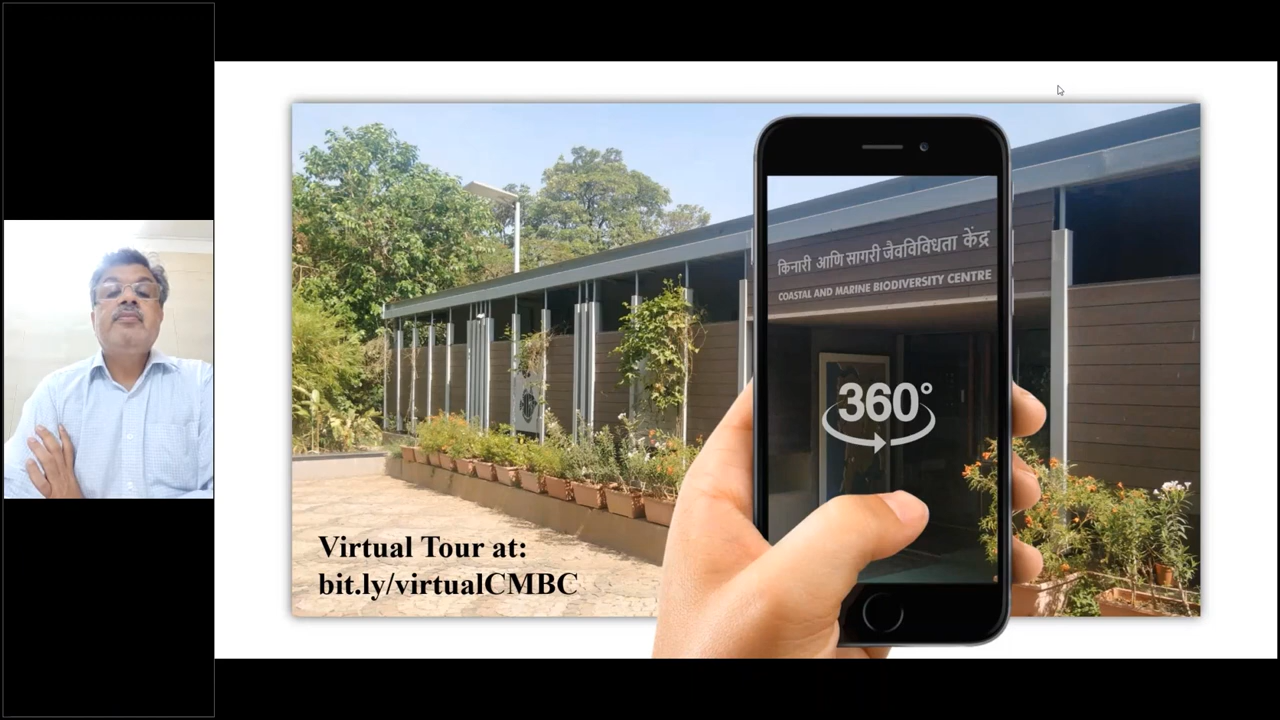 किनारी आणि सागरी जैवविविधता केंद्र
COASTAL AND MARINE BIODIVERSITY CENTRE
360°
Virtual Tour at:
bit.ly/virtualCMBC